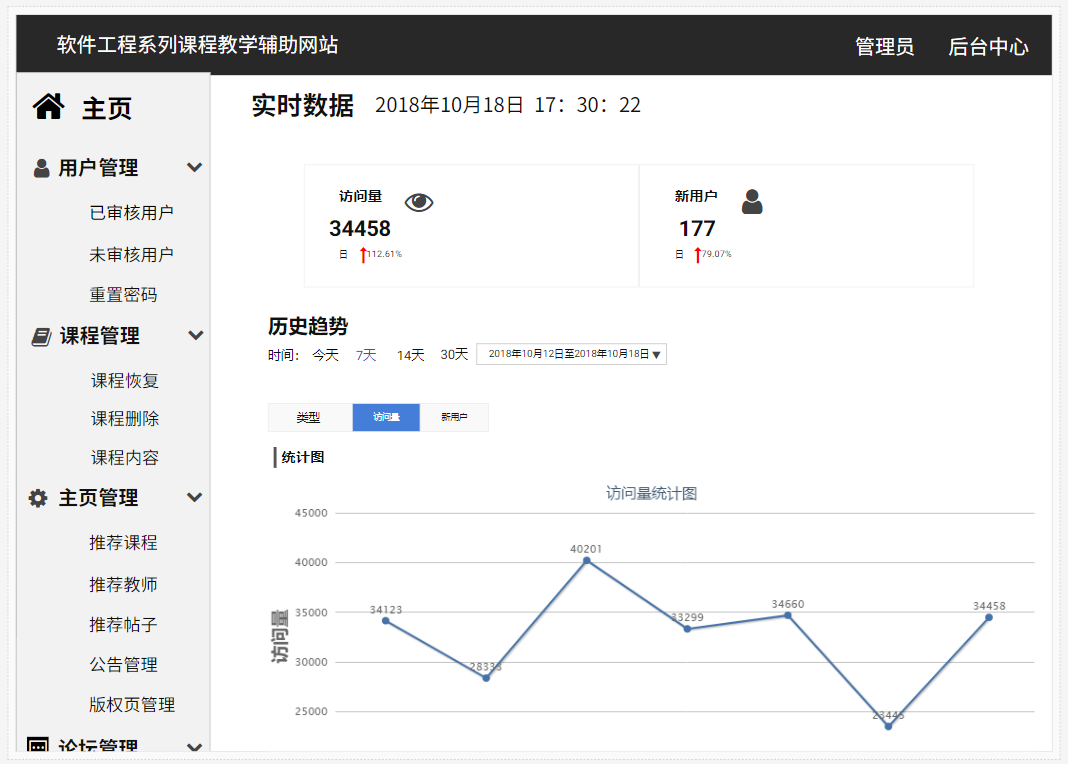 软件工程系列课程教学辅助网站 管理员 后台中心
主页
用户管理
已审核用户
未审核用户
重置密码
课程管理
课程恢复
课程删除
课程内容
主页管理
推荐课程
推荐教师
推荐帖子
公告管理
版权页管理
论坛管理
实时数据 2018年10月18日 17：30：22
访问量
34458
日 112.61%
新用户
177
日 79.07%
历史趋势
时间： 今天 7天 14天 30天 2018年10月12日至2018年10月18日
类型 访问量 新用户
统计图
访问量统计图
访问量
45000
40000
35000
30000
25000
34123
40201
33299
34660
23445
34458